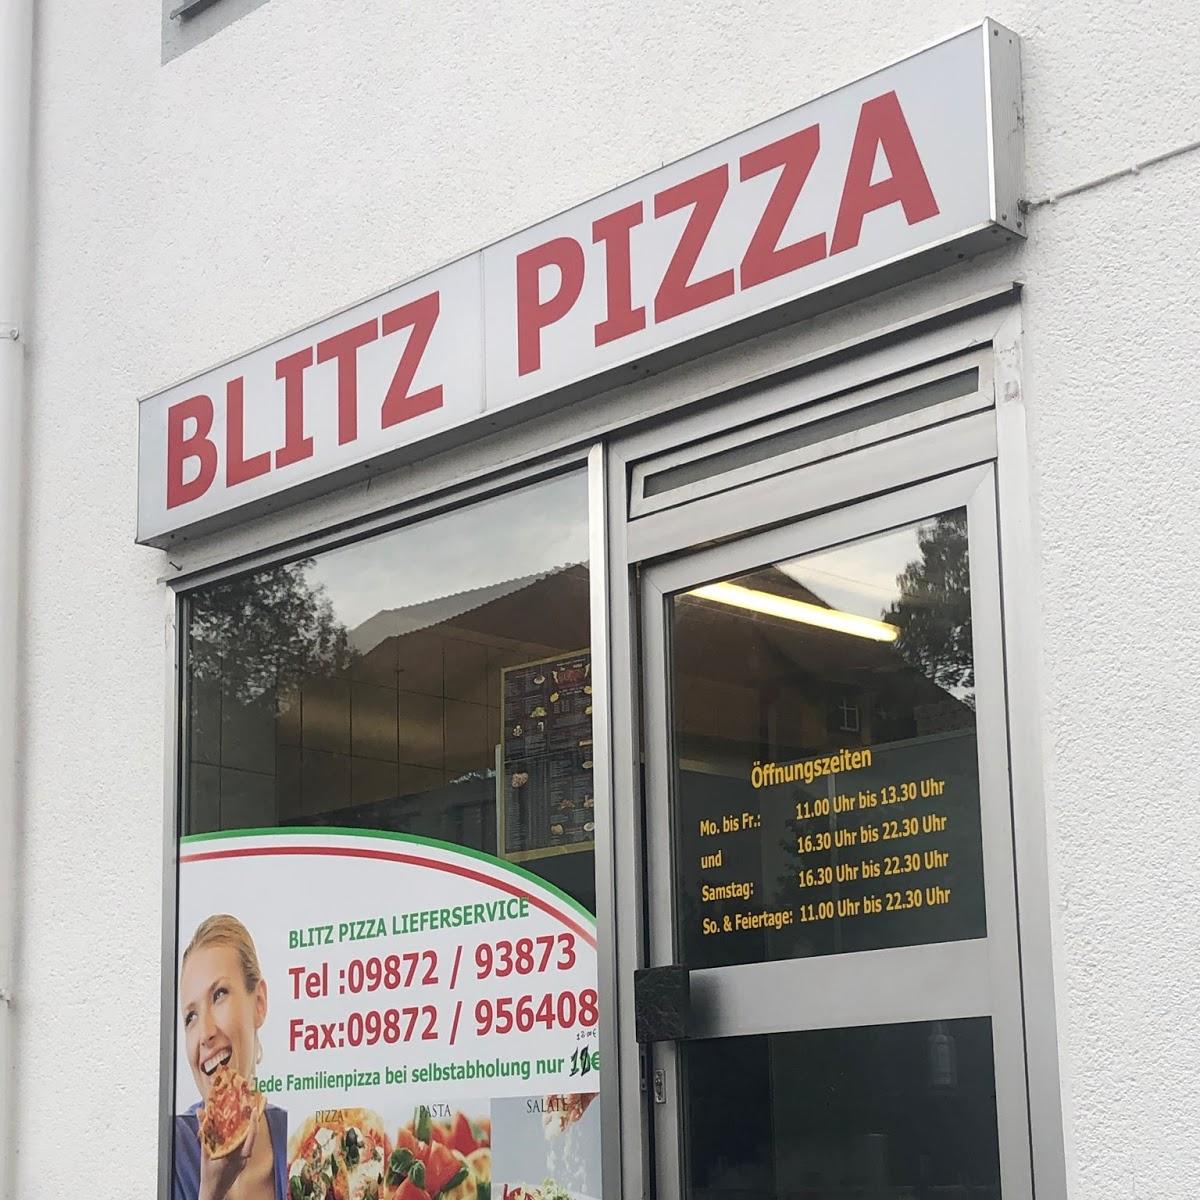 BLITZ PIZZA
Öffnungszeiten
Mo. bis Fr.: 11.00 Uhr bis 13.30 Uhr
und 16.30 Uhr bis 22.30 Uhr
Samstag: 16.30 Uhr bis 22.30 Uhr
So. & Feiertage: 11.00 Uhr bis 22.30 Uhr
BLITZ PIZZA LIEFERSERVICE
Tel :09872 / 93873
Fax:09872 / 956408
Jede Familienpizza bei selbstabholung nur
PIZZA PASTA SALATE